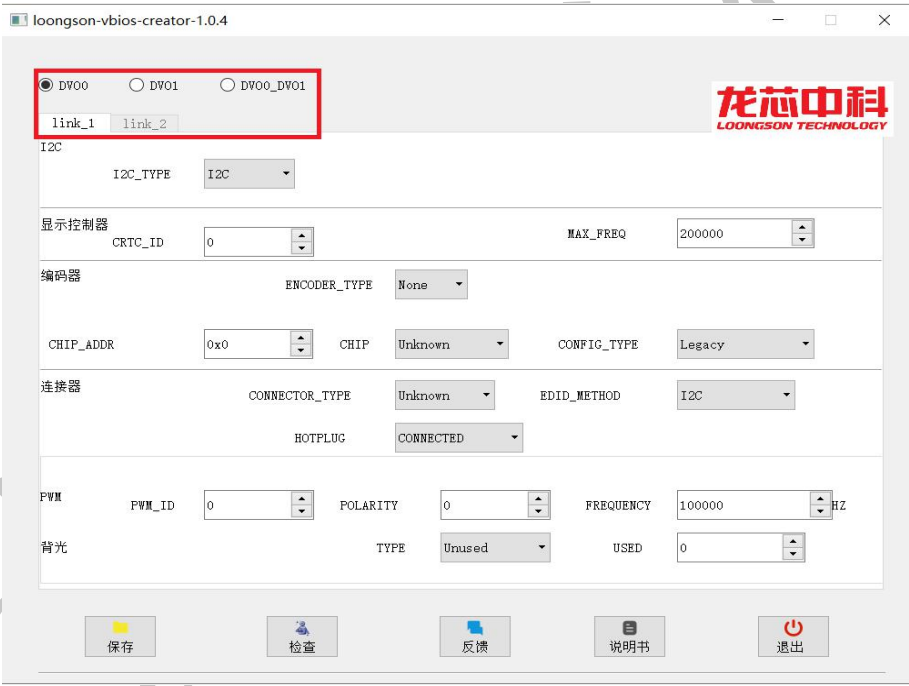 loongson-vbios-creator-1.0.4
DVO0 DVO1 DVO0_DVO1
龙芯中科
LOONGSON TECHNOLOGY
link_1 link_2
I2C
I2C_TYPE I2C
显示控制器
CRTC_ID 0 MAX_FREQ 200000
编码器
ENCODER_TYPE None
CHIP_ADDR 0x0 CHIP Unknown CONFIG_TYPE Legacy
连接器
CONNECTOR_TYPE Unknown EDID_METHOD I2C
HOTPLUG CONNECTED
PWM PWM_ID 0 POLARITY 0 FREQUENCY 100000 HZ
背光 TYPE Unused USED 0
保存 检查 反馈 说明书 退出